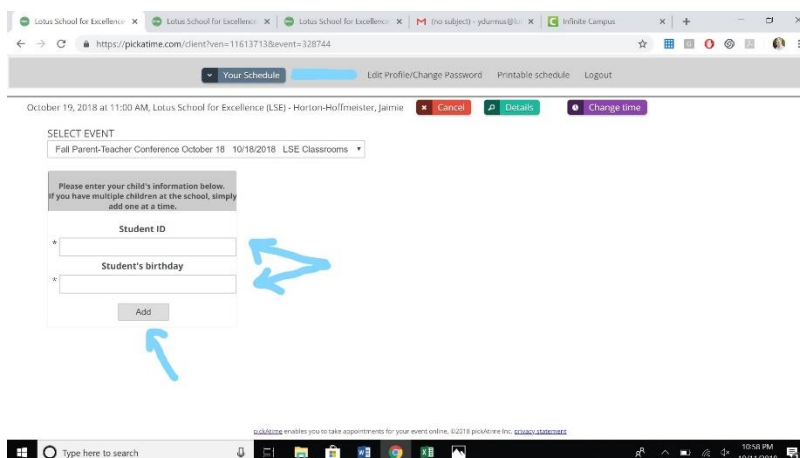 Lotus School for Excellence
Lotus School for Excellence
Lotus School for Excellence
(no subject) - ydurmus@
Infinite Campus
https://pickatime.com/client?ven=11613713&event=328744
Your Schedule
Edit Profile/Change Password
Printable schedule
Logout
October 19, 2018 at 11:00 AM, Lotus School for Excellence (LSE) - Horton-Hoffmeister, Jaimie
Cancel
Details
Change time
SELECT EVENT
Fall Parent-Teacher Conference October 18 10/18/2018 LSE Classrooms
Please enter your child's information below.
If you have multiple children at the school, simply
add one at a time.
Student ID
*
Student's birthday
*
Add
pickAtime enables you to take appointments for your event online, ©2018 pickAtime Inc. privacy statement
Type here to search
10:58 PM
10/11/2018